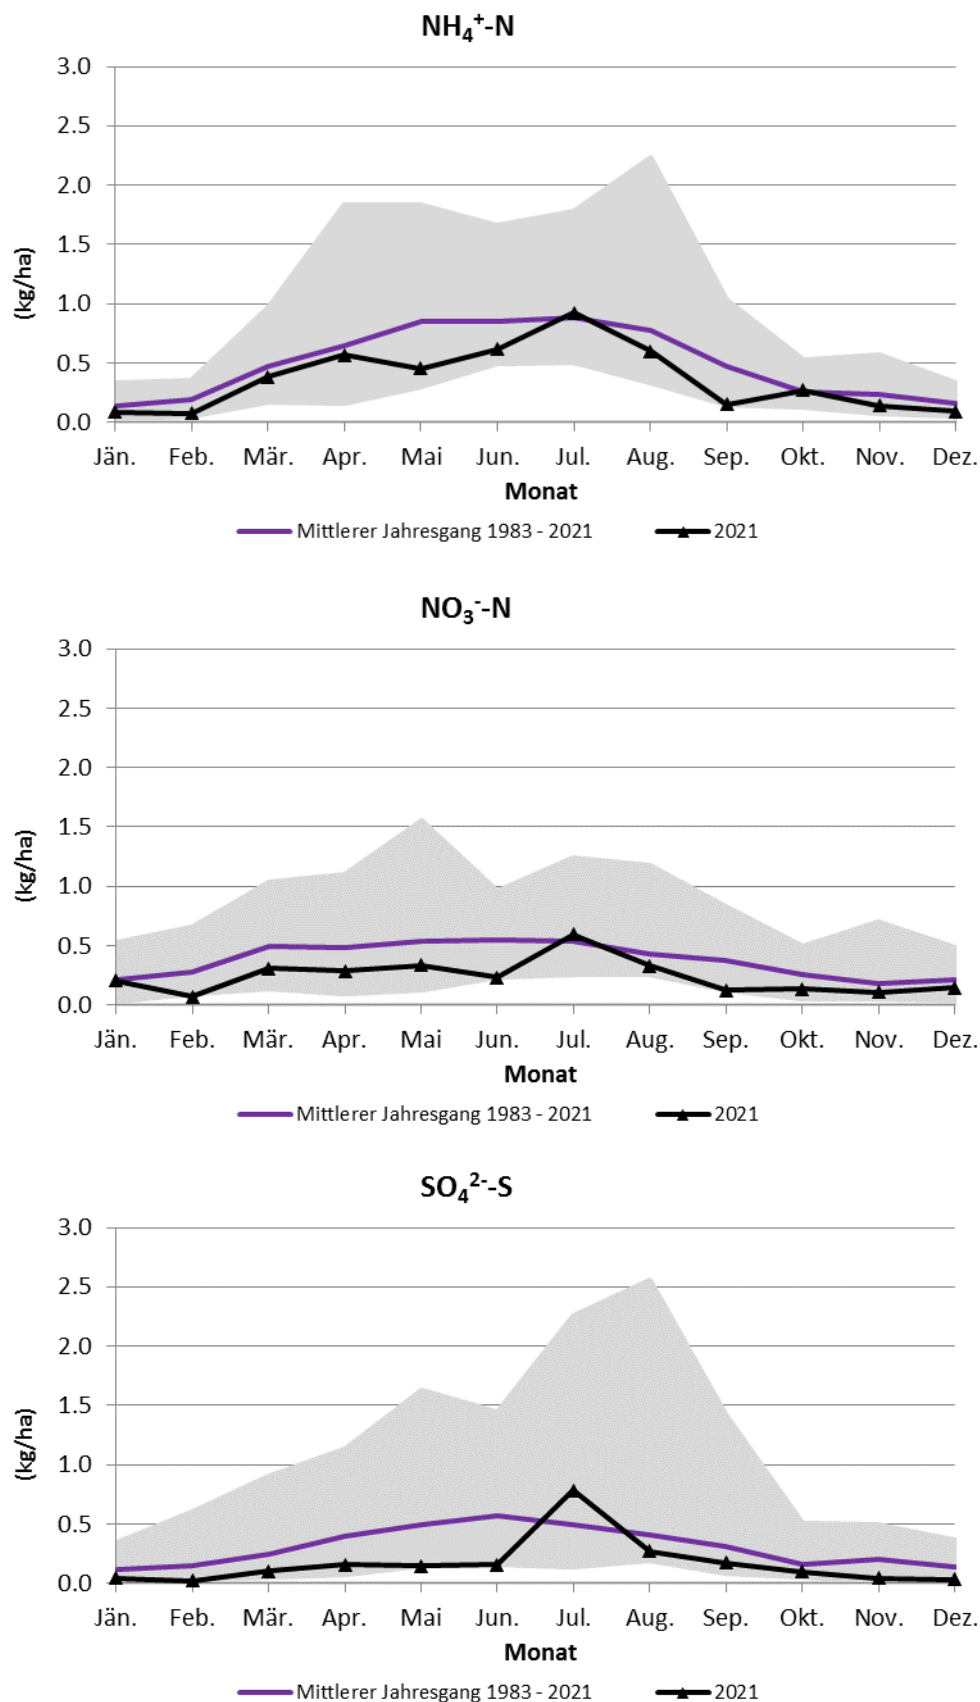 NH₄⁺-N
3.0
2.5
2.0
1.5
1.0
0.5
0.0
(kg/ha)
Jän. Feb. Mär. Apr. Mai Jun. Jul. Aug. Sep. Okt. Nov. Dez.
Monat
Mittlerer Jahresgang 1983 - 2021 2021
NO₃⁻-N
3.0
2.5
2.0
1.5
1.0
0.5
0.0
(kg/ha)
Jän. Feb. Mär. Apr. Mai Jun. Jul. Aug. Sep. Okt. Nov. Dez.
Monat
Mittlerer Jahresgang 1983 - 2021 2021
SO₄²⁻-S
3.0
2.5
2.0
1.5
1.0
0.5
0.0
(kg/ha)
Jän. Feb. Mär. Apr. Mai Jun. Jul. Aug. Sep. Okt. Nov. Dez.
Monat
Mittlerer Jahresgang 1983 - 2021 2021